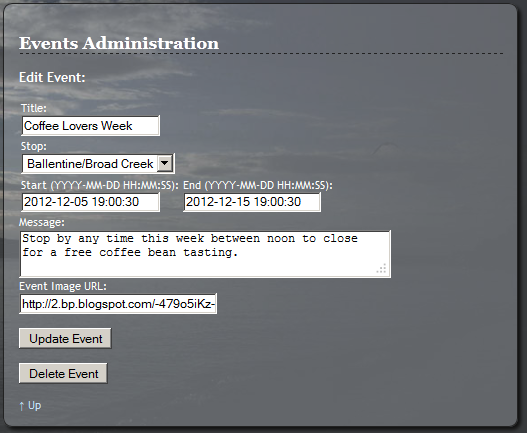 Events Administration
Edit Event:
Title:
Coffee Lovers Week
Stop:
Ballentine/Broad Creek
Start (YYYY-MM-DD HH:MM:SS): End (YYYY-MM-DD HH:MM:SS):
2012-12-05 19:00:30 2012-12-15 19:00:30
Message:
Stop by any time this week between noon to close
for a free coffee bean tasting.
Event Image URL:
http://2.bp.blogspot.com/-479o5iKz-
Update Event
Delete Event
↑ Up